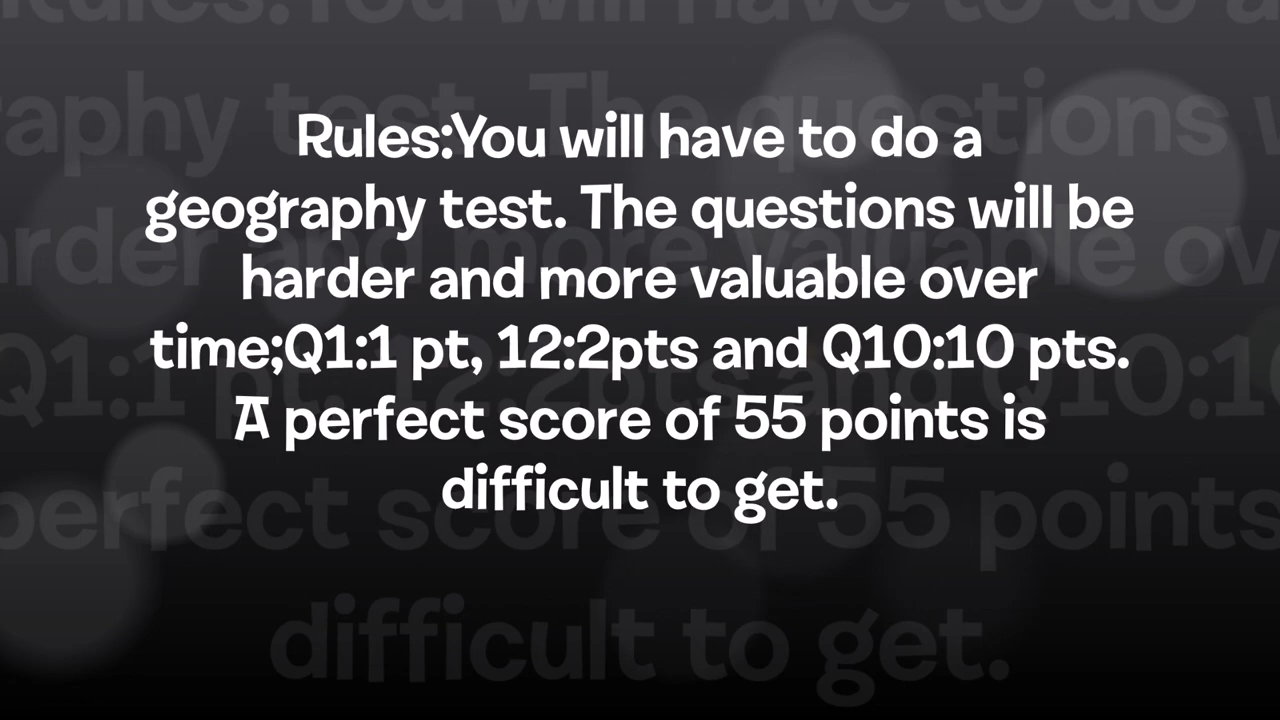 Rules:You will have to do a
geography test. The questions will be
harder and more valuable over
time;Q1:1 pt, 12:2pts and Q10:10 pts.
A perfect score of 55 points is
difficult to get.